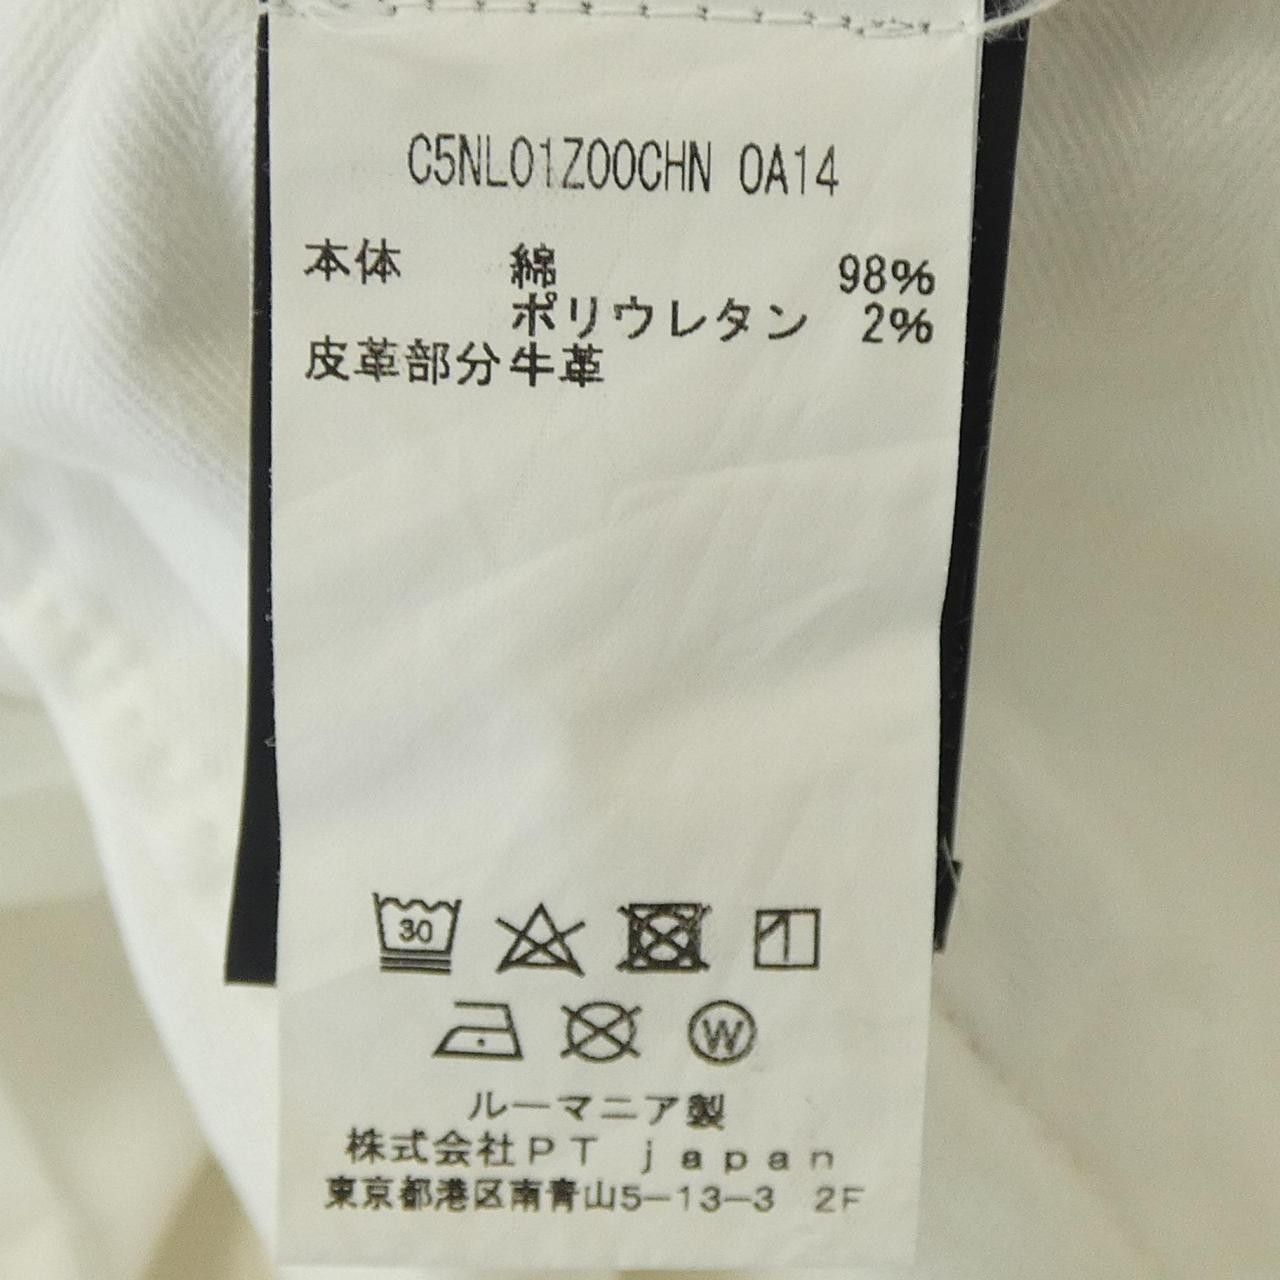 C5NL01Z00CHN 0A14
本体 綿 98%
ポリウレタン 2%
皮革部分牛革
30
W
ルーマニア製
株式会社PT japan
東京都港区南青山5-13-3 2F